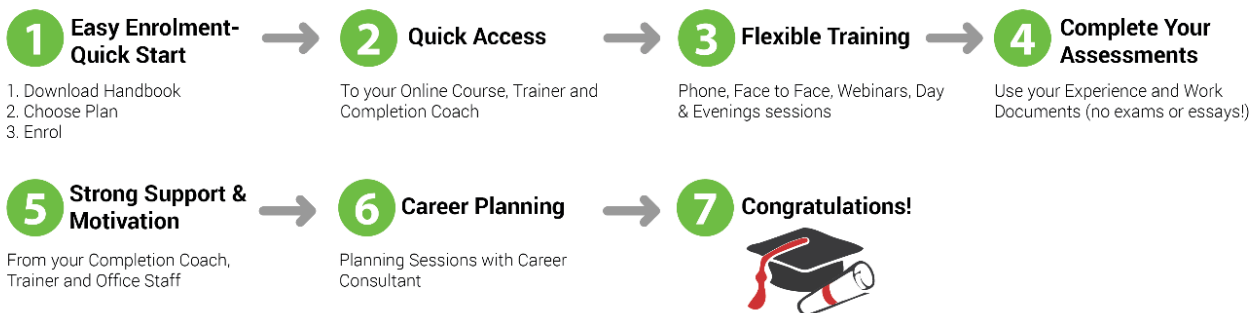 1 Easy Enrolment-
Quick Start
1. Download Handbook
2. Choose Plan
3. Enrol
2 Quick Access
To your Online Course, Trainer and
Completion Coach
3 Flexible Training
Phone, Face to Face, Webinars, Day
& Evenings sessions
4 Complete Your
Assessments
Use your Experience and Work
Documents (no exams or essays!)
5 Strong Support &
Motivation
From your Completion Coach,
Trainer and Office Staff
6 Career Planning
Planning Sessions with Career
Consultant
7 Congratulations!